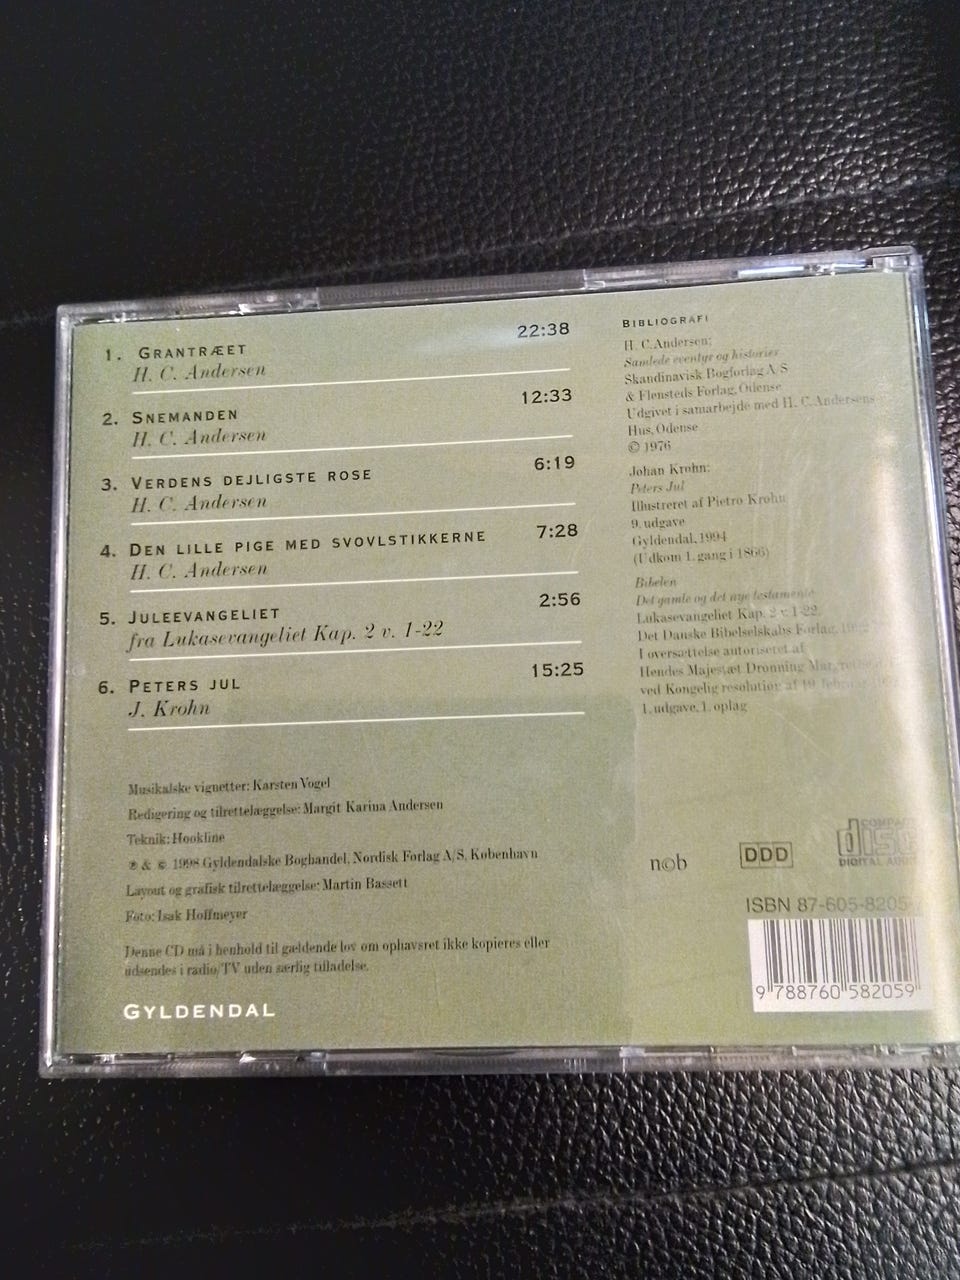 1. GRANTRÆET 22:38
H. C. Andersen
2. SNEMANDEN 12:33
H. C. Andersen
3. VERDENS DEJLIGSTE ROSE 6:19
H. C. Andersen
4. DEN LILLE PIGE MED SVOVLSTIKKERNE 7:28
H. C. Andersen
5. JULEEVANGELIET 2:56
fra Lukasevangeliet Kap. 2 v. 1-22
6. PETERS JUL 15:25
J. Krohn
Musikalske vignetter: Karsten Vogel
Redigering og tilrettelæggelse: Margit Karina Andersen
Teknik: Hookline
℗ & © 1998 Gyldendalske Boghandel, Nordisk Forlag A/S, København
Layout og grafisk tilrettelæggelse: Martin Bassett
Foto: Isak Hoffmeyer
Denne CD må i henhold til gældende lov om ophavsret ikke kopieres eller
udsendes i radio/TV uden særlig tilladelse.
GYLDENDAL
BIBLIOGRAFI
H. C. Andersen:
Samlede eventyr og historier
Skandinavisk Bogforlag A/S
& Flensteds Forlag, Odense
Udgivet i samarbejde med H. C. Andersens
Hus, Odense
© 1976
Johan Krohn:
Peters Jul
Illustreret af Pietro Krohn
9. udgave
Gyldendal, 1994
(Udkom 1. gang i 1866)
Bibelen
Det gamle og det nye testamente
Lukasevangeliet Kap. 2 v. 1-22
Det Danske Bibelselskabs Forlag,
I oversættelse autoriseret af
Hendes Majestæt Dronning Margrethe
ved Kongelig resolution af 19. februar
1. udgave, 1. oplag
n©b
DDD
COMPACT
disc
DIGITAL AUDIO
ISBN 87-605-8205-
9 788760 582059